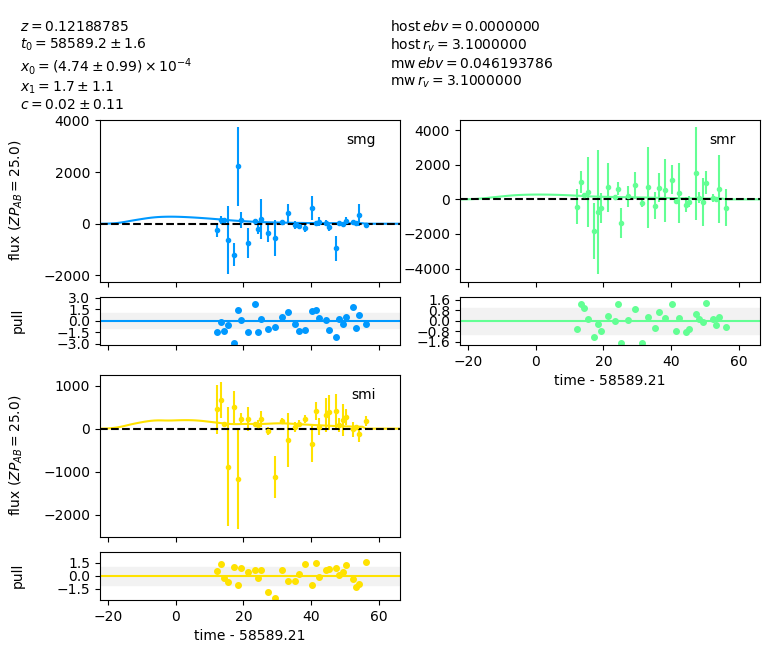 z = 0.12188785
t₀ = 58589.2 ± 1.6
x₀ = (4.74 ± 0.99) × 10⁻⁴
x₁ = 1.7 ± 1.1
c = 0.02 ± 0.11
host ebv = 0.0000000
host r_v = 3.1000000
mw ebv = 0.046193786
mw r_v = 3.1000000
smg
flux (ZP_AB = 25.0)
4000
2000
0
−2000
smr
4000
2000
0
−2000
−4000
pull
3.0
1.5
0.0
−1.5
−3.0
1.6
0.8
0.0
−0.8
−1.6
−20 0 20 40 60
time - 58589.21
smi
flux (ZP_AB = 25.0)
1000
0
−1000
−2000
pull
1.5
0.0
−1.5
−20 0 20 40 60
time - 58589.21